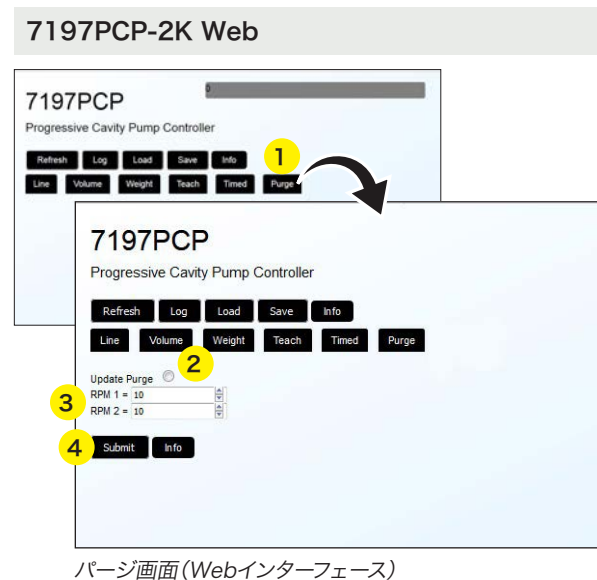 7197PCP-2K Web
0
7197PCP
Progressive Cavity Pump Controller
Refresh Log Load Save Info
1
Line Volume Weight Teach Timed Purge
7197PCP
Progressive Cavity Pump Controller
Refresh Log Load Save Info
Line Volume Weight Teach Timed Purge
2
Update Purge
3
RPM 1 = 10
RPM 2 = 10
4
Submit Info
パージ画面（Webインターフェース）